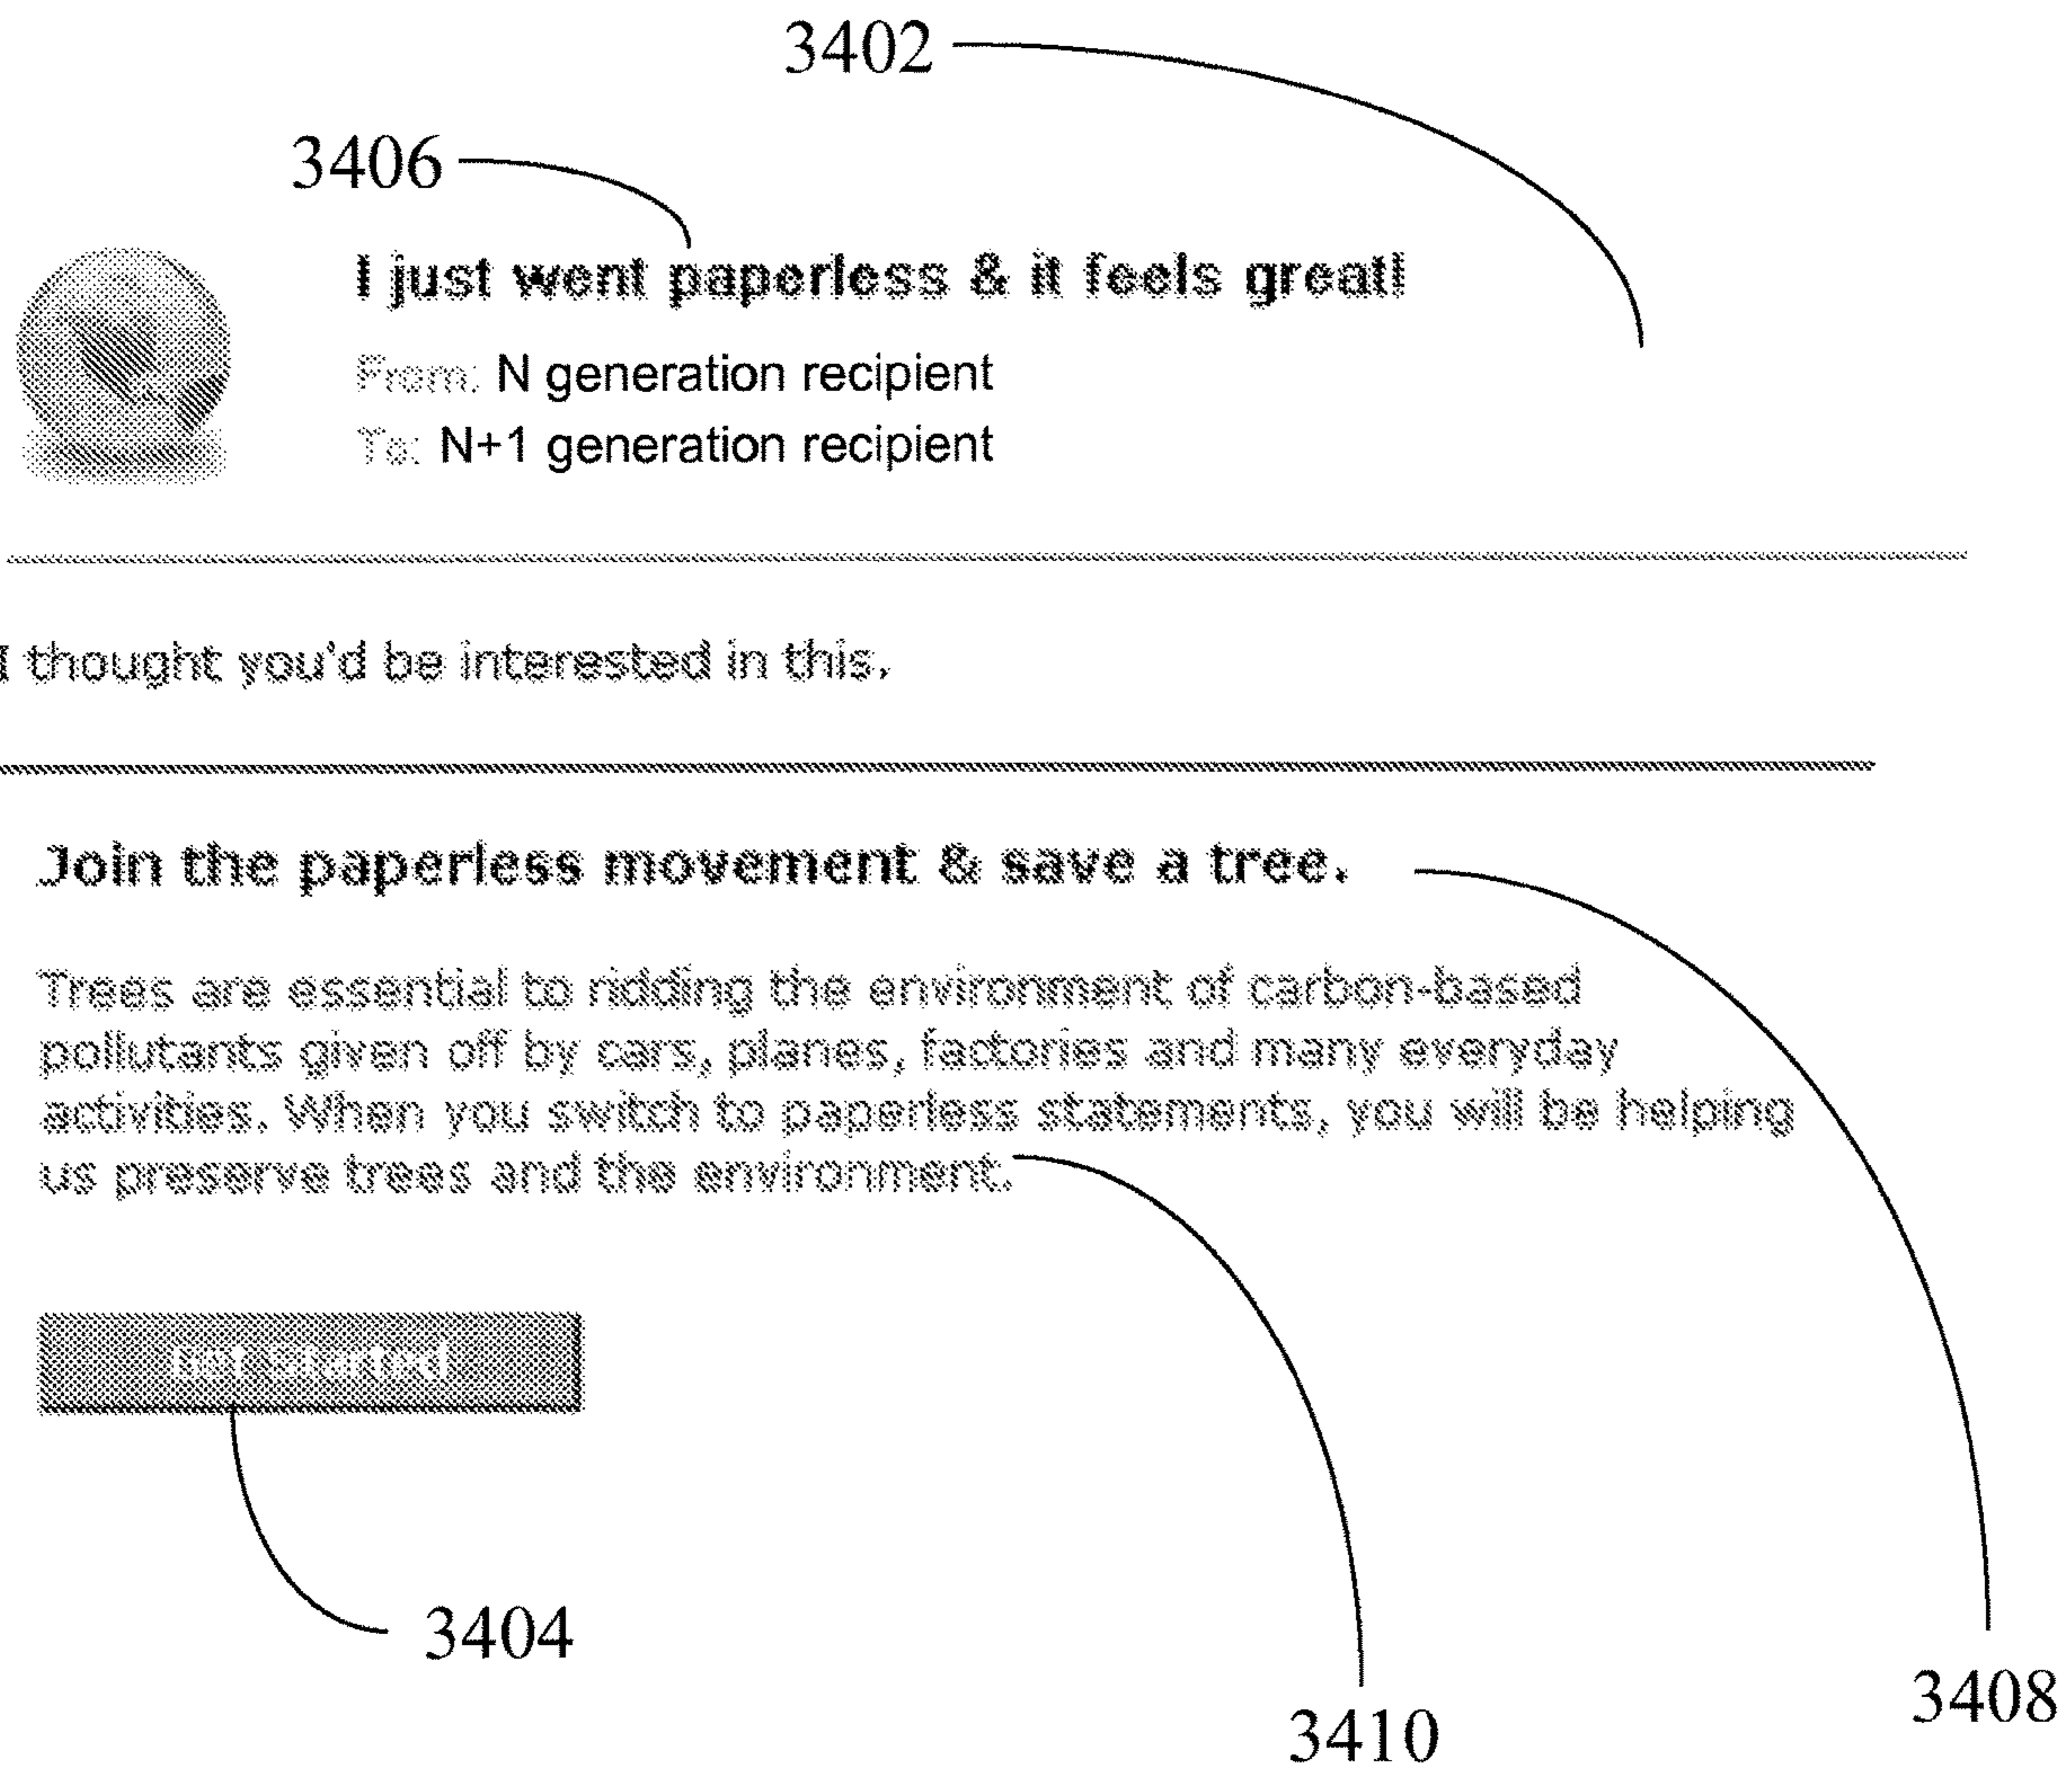 3402
3406
I just went paperless & it feels great!
From: N generation recipient
To: N+1 generation recipient
I thought you'd be interested in this.
Join the paperless movement & save a tree.
Trees are essential to ridding the environment of carbon-based
pollutants given off by cars, planes, factories and many everyday
activities. When you switch to paperless statements, you will be helping
us preserve trees and the environment.
Get Started
3404
3410
3408